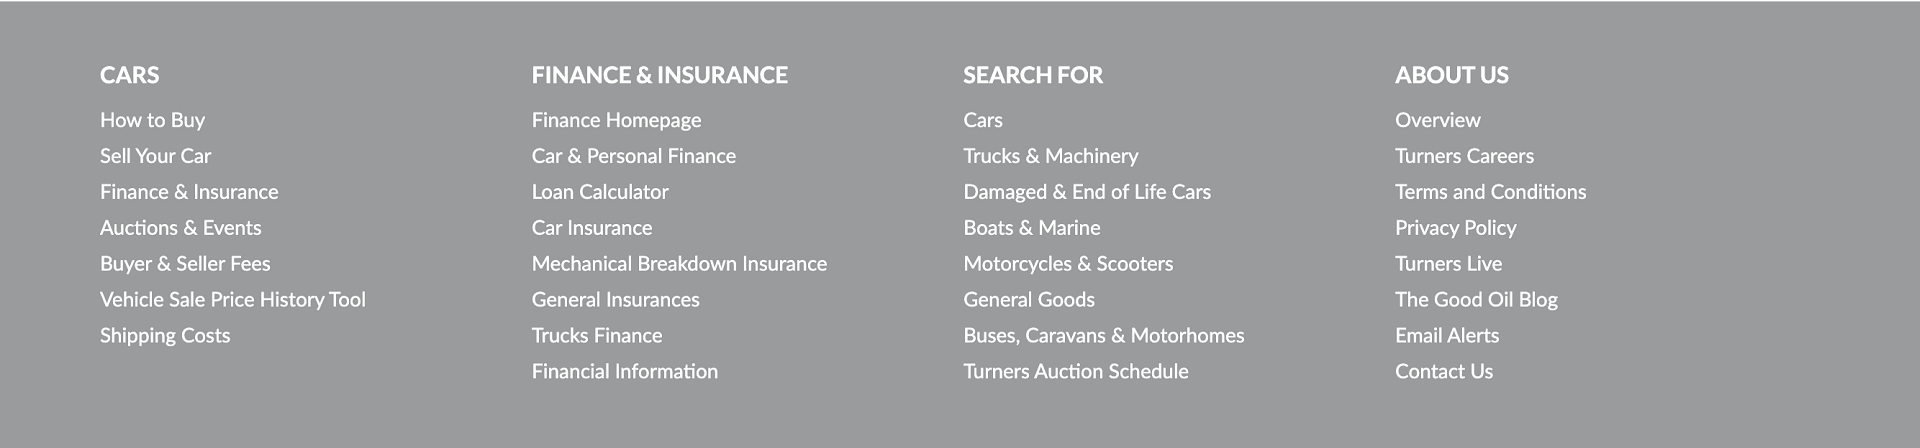 CARS
How to Buy
Sell Your Car
Finance & Insurance
Auctions & Events
Buyer & Seller Fees
Vehicle Sale Price History Tool
Shipping Costs
FINANCE & INSURANCE
Finance Homepage
Car & Personal Finance
Loan Calculator
Car Insurance
Mechanical Breakdown Insurance
General Insurances
Trucks Finance
Financial Information
SEARCH FOR
Cars
Trucks & Machinery
Damaged & End of Life Cars
Boats & Marine
Motorcycles & Scooters
General Goods
Buses, Caravans & Motorhomes
Turners Auction Schedule
ABOUT US
Overview
Turners Careers
Terms and Conditions
Privacy Policy
Turners Live
The Good Oil Blog
Email Alerts
Contact Us